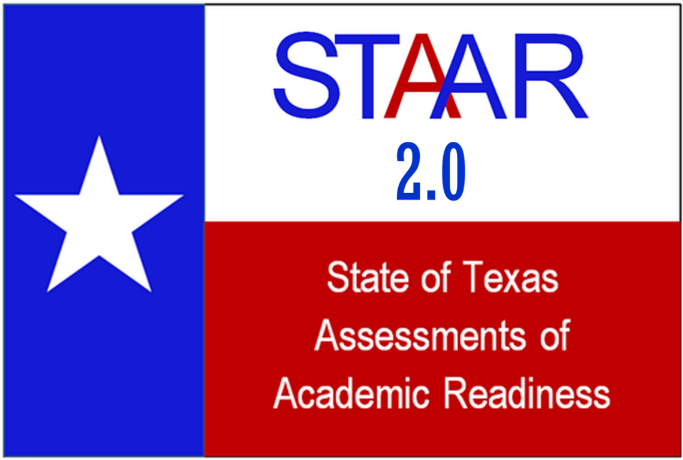 STAAR
2.0
State of Texas
Assessments of
Academic Readiness